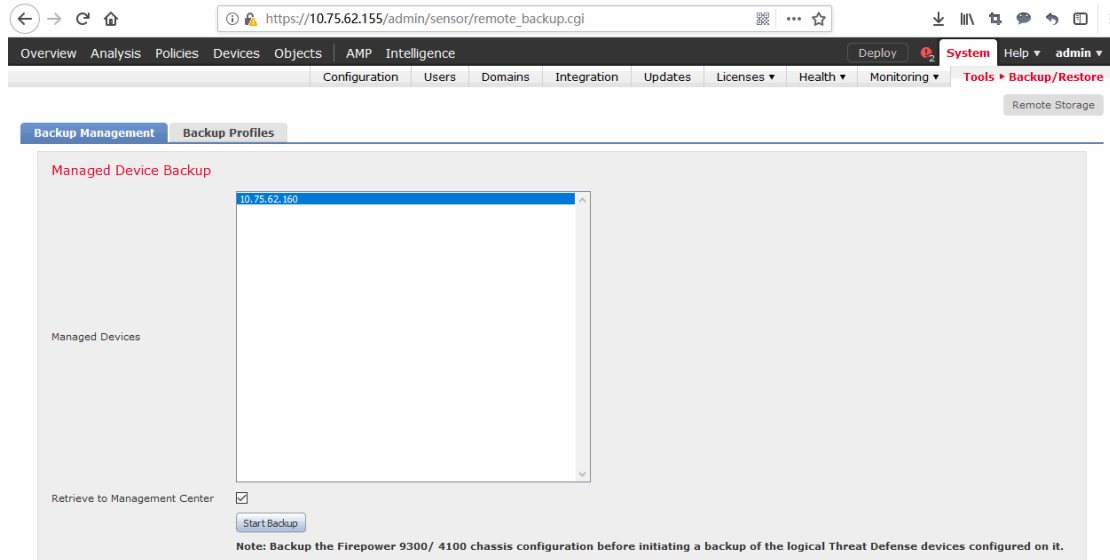 https://10.75.62.155/admin/sensor/remote_backup.cgi
Overview Analysis Policies Devices Objects AMP Intelligence Deploy 2 System Help ▾ admin ▾
Configuration Users Domains Integration Updates Licenses ▾ Health ▾ Monitoring ▾ Tools ▸ Backup/Restore
Remote Storage
Backup Management Backup Profiles
Managed Device Backup
10.75.62.160
Managed Devices
Retrieve to Management Center
Start Backup
Note: Backup the Firepower 9300/ 4100 chassis configuration before initiating a backup of the logical Threat Defense devices configured on it.